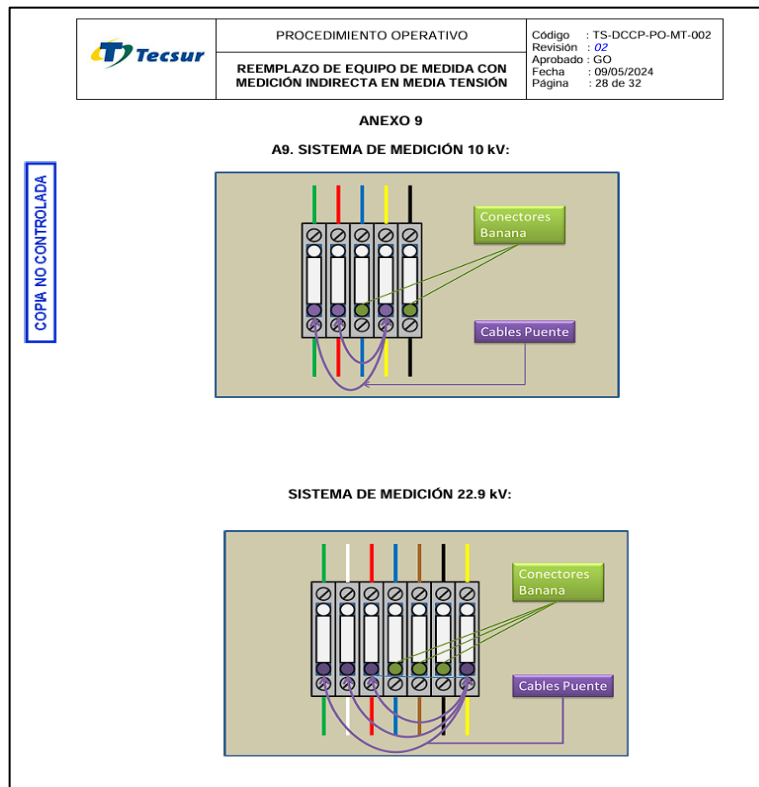 Tecsur
PROCEDIMIENTO OPERATIVO
REEMPLAZO DE EQUIPO DE MEDIDA CON
MEDICIÓN INDIRECTA EN MEDIA TENSIÓN
Código : TS-DCCP-PO-MT-002
Revisión : 02
Aprobado : GO
Fecha : 09/05/2024
Página : 28 de 32
COPIA NO CONTROLADA
ANEXO 9
A9. SISTEMA DE MEDICIÓN 10 kV:
Conectores
Banana
Cables Puente
SISTEMA DE MEDICIÓN 22.9 kV:
Conectores
Banana
Cables Puente